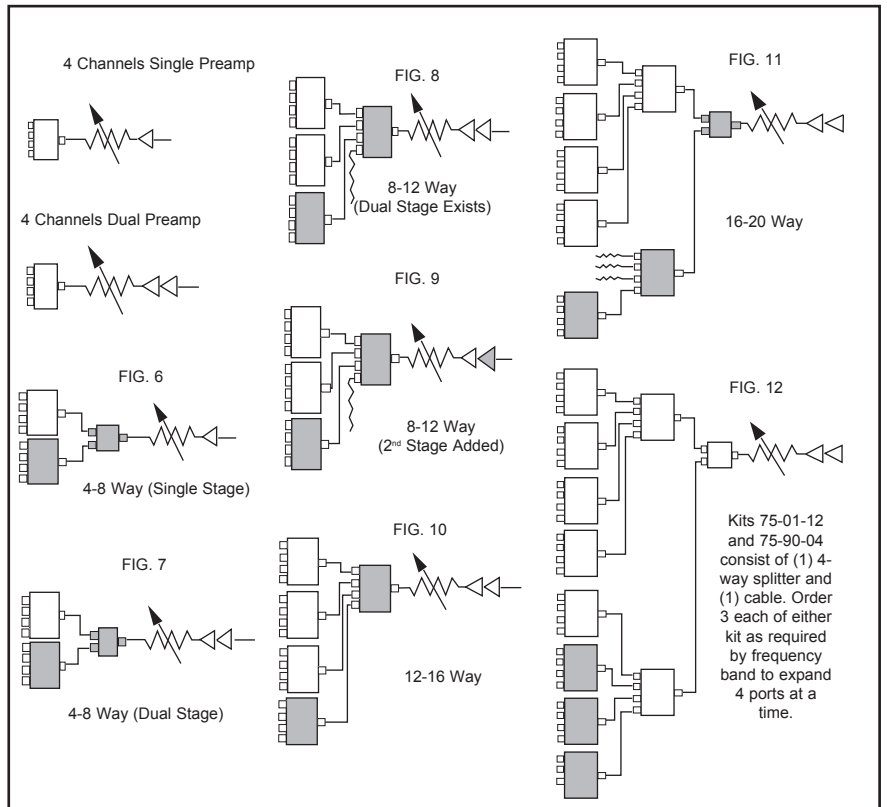 4 Channels Single Preamp
4 Channels Dual Preamp
FIG. 6
4-8 Way (Single Stage)
FIG. 7
4-8 Way (Dual Stage)
FIG. 8
8-12 Way
(Dual Stage Exists)
FIG. 9
8-12 Way
(2nd Stage Added)
FIG. 10
12-16 Way
FIG. 11
16-20 Way
FIG. 12
Kits 75-01-12
and 75-90-04
consist of (1) 4-
way splitter and
(1) cable. Order
3 each of either
kit as required
by frequency
band to expand
4 ports at a
time.